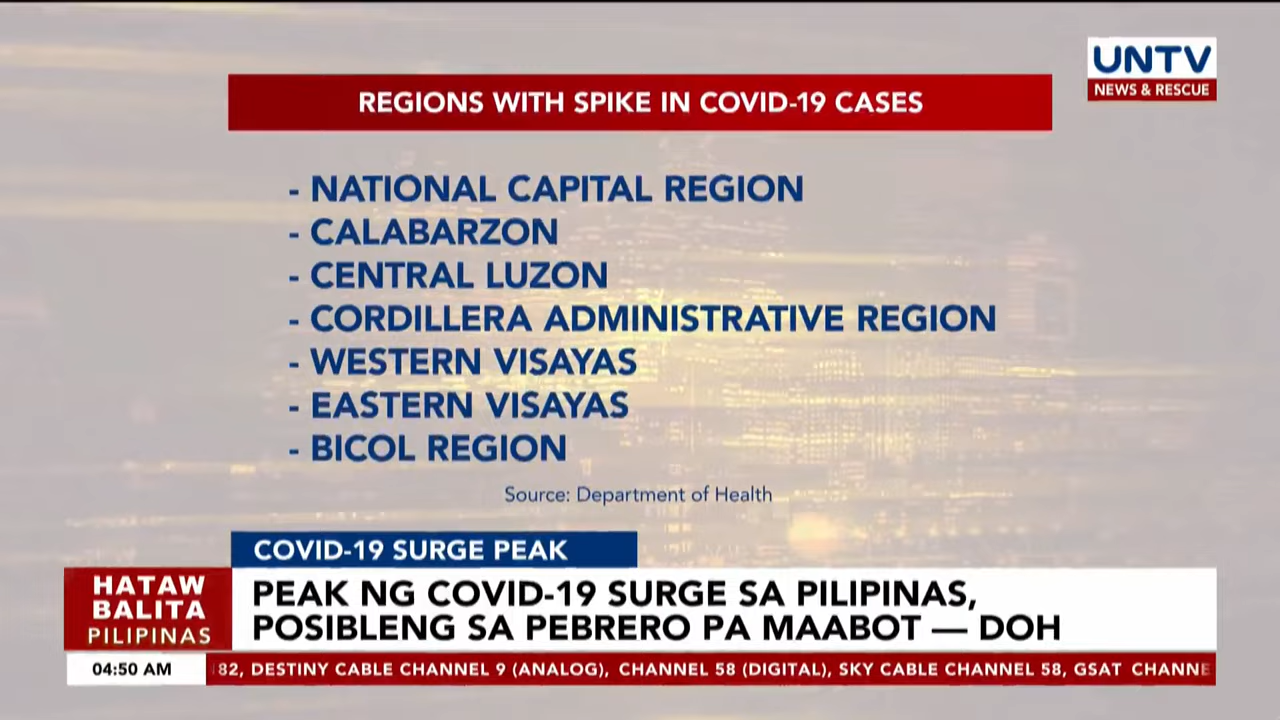 UNTV
NEWS & RESCUE
REGIONS WITH SPIKE IN COVID-19 CASES
- NATIONAL CAPITAL REGION
- CALABARZON
- CENTRAL LUZON
- CORDILLERA ADMINISTRATIVE REGION
- WESTERN VISAYAS
- EASTERN VISAYAS
- BICOL REGION
Source: Department of Health
COVID-19 SURGE PEAK
HATAW
BALITA
PILIPINAS
PEAK NG COVID-19 SURGE SA PILIPINAS,
POSIBLENG SA PEBRERO PA MAABOT — DOH
04:50 AM
82, DESTINY CABLE CHANNEL 9 (ANALOG), CHANNEL 58 (DIGITAL), SKY CABLE CHANNEL 58, GSAT CHANNE